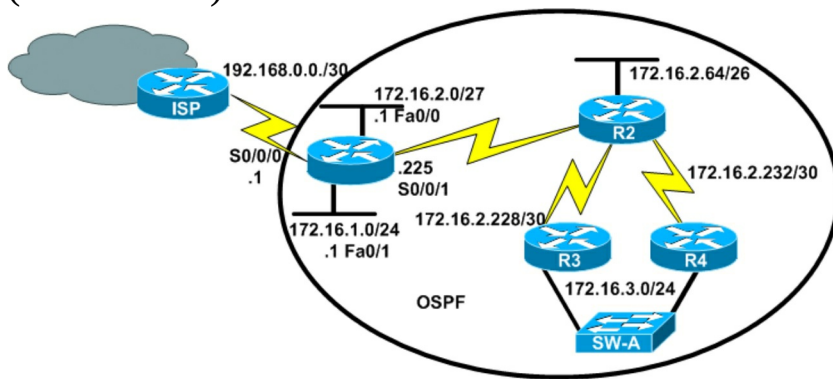 192.168.0.0./30
ISP
172.16.2.0/27
.1 Fa0/0
172.16.2.64/26
R2
S0/0/0
.1
.225
S0/0/1
172.16.2.232/30
172.16.1.0/24
.1 Fa0/1
172.16.2.228/30
R3
R4
172.16.3.0/24
OSPF
SW-A